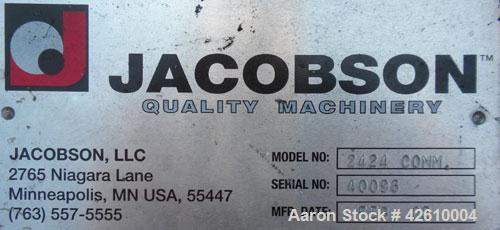 JACOBSON™
QUALITY MACHINERY
JACOBSON, LLC
2765 Niagara Lane
Minneapolis, MN USA, 55447
(763) 557-5555
MODEL NO: 2424 COMM.
SERIAL NO: 40096
MFR DATE:
Aaron Stock # 42610004